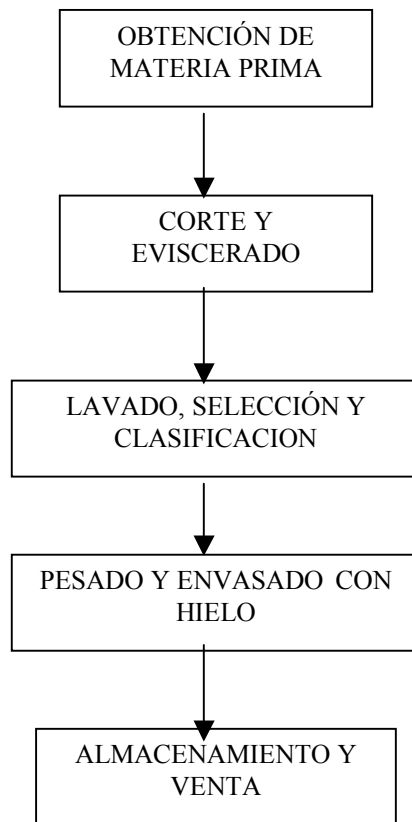 OBTENCIÓN DE
MATERIA PRIMA
CORTE Y
EVISCERADO
LAVADO, SELECCIÓN Y
CLASIFICACION
PESADO Y ENVASADO CON
HIELO
ALMACENAMIENTO Y
VENTA